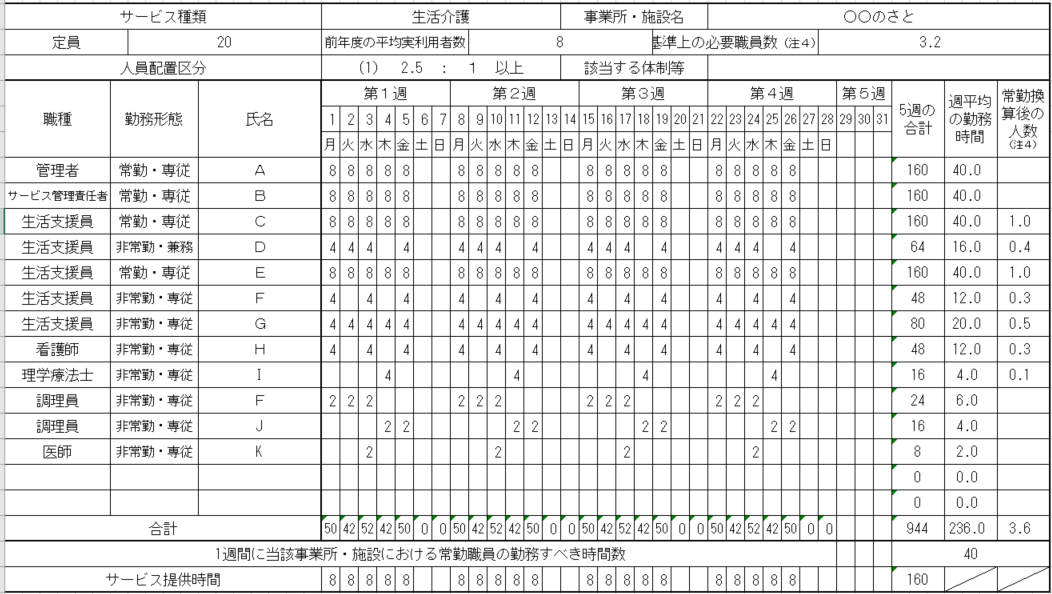 サービス種類 生活介護 事業所・施設名 〇〇のさと
定員 20 前年度の平均実利用者数 8 基準上の必要職員数（注４） 3.2
人員配置区分 (1) 2.5 : 1 以上 該当する体制等
職種 勤務形態 氏名 第１週 第２週 第３週 第４週 第５週 5週の合計 週平均の勤務時間 常勤換算後の人数(注４)
1 2 3 4 5 6 7 8 9 10 11 12 13 14 15 16 17 18 19 20 21 22 23 24 25 26 27 28 29 30 31
月 火 水 木 金 土 日 月 火 水 木 金 土 日 月 火 水 木 金 土 日 月 火 水 木 金 土 日
管理者 常勤・専従 A 8 8 8 8 8 8 8 8 8 8 8 8 8 8 8 8 8 8 8 8 160 40.0
サービス管理責任者 常勤・専従 B 8 8 8 8 8 8 8 8 8 8 8 8 8 8 8 8 8 8 8 8 160 40.0
生活支援員 常勤・専従 C 8 8 8 8 8 8 8 8 8 8 8 8 8 8 8 8 8 8 8 8 160 40.0 1.0
生活支援員 非常勤・兼務 D 4 4 4 4 4 4 4 4 4 4 4 4 4 4 4 4 64 16.0 0.4
生活支援員 常勤・専従 E 8 8 8 8 8 8 8 8 8 8 8 8 8 8 8 8 8 8 8 8 160 40.0 1.0
生活支援員 非常勤・専従 F 4 4 4 4 4 4 4 4 4 4 4 4 48 12.0 0.3
生活支援員 非常勤・専従 G 4 4 4 4 4 4 4 4 4 4 4 4 4 4 4 4 4 4 4 4 80 20.0 0.5
看護師 非常勤・専従 H 4 4 4 4 4 4 4 4 4 4 4 4 48 12.0 0.3
理学療法士 非常勤・専従 I 4 4 4 4 16 4.0 0.1
調理員 非常勤・専従 F 2 2 2 2 2 2 2 2 2 2 2 2 24 6.0
調理員 非常勤・専従 J 2 2 2 2 2 2 2 2 16 4.0
医師 非常勤・専従 K 2 2 2 2 8 2.0
0 0.0
0 0.0
合計 50 42 52 42 50 0 0 50 42 52 42 50 0 0 50 42 52 42 50 0 0 50 42 52 42 50 0 0 944 236.0 3.6
1週間に当該事業所・施設における常勤職員の勤務すべき時間数 40
サービス提供時間 8 8 8 8 8 8 8 8 8 8 8 8 8 8 8 8 8 8 8 8 160